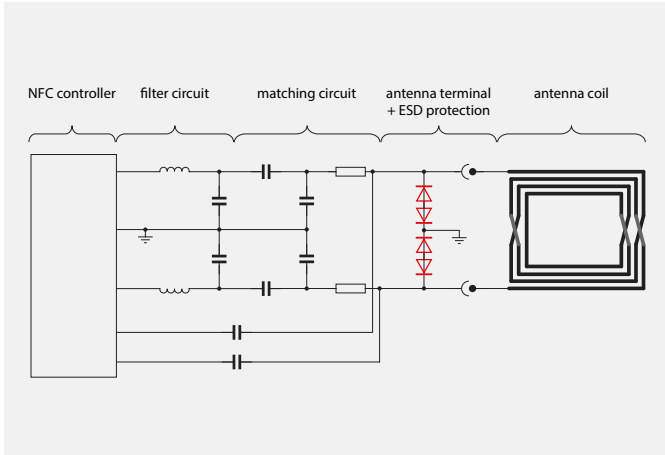 NFC controller
filter circuit
matching circuit
antenna terminal
+ ESD protection
antenna coil